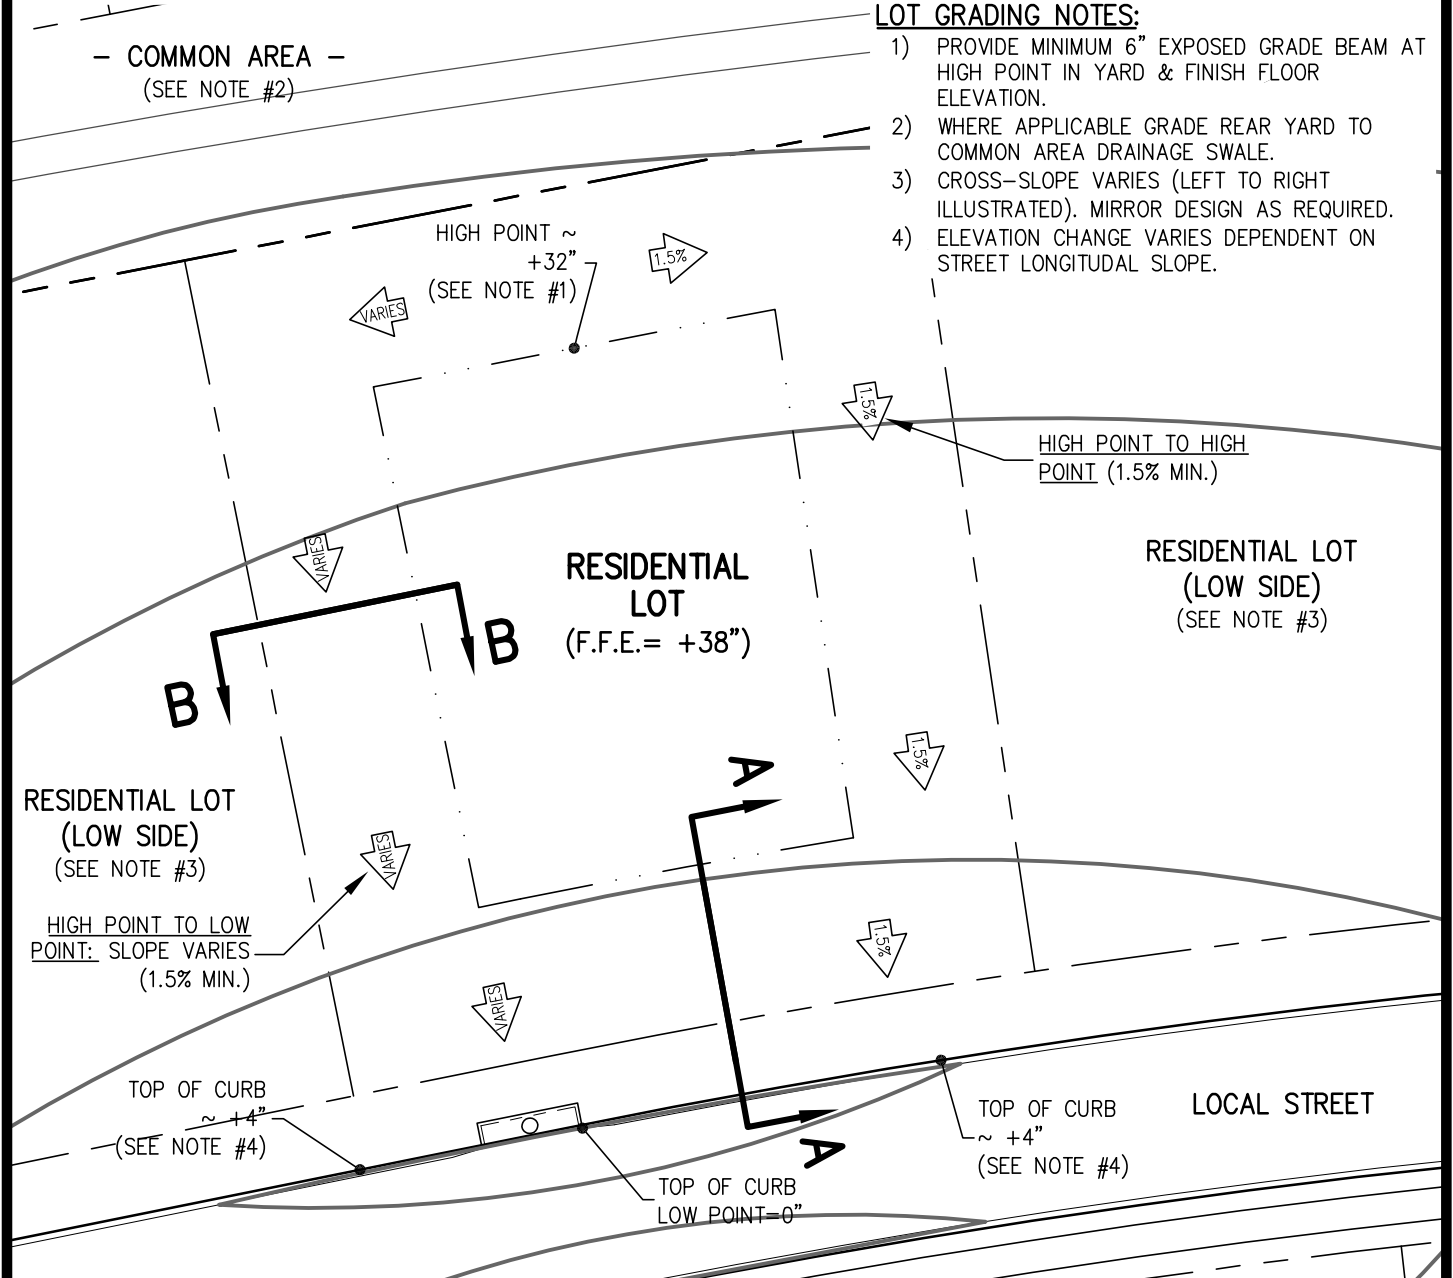 LOT GRADING NOTES:
1) PROVIDE MINIMUM 6” EXPOSED GRADE BEAM AT
HIGH POINT IN YARD & FINISH FLOOR
ELEVATION.
2) WHERE APPLICABLE GRADE REAR YARD TO
COMMON AREA DRAINAGE SWALE.
3) CROSS-SLOPE VARIES (LEFT TO RIGHT
ILLUSTRATED). MIRROR DESIGN AS REQUIRED.
4) ELEVATION CHANGE VARIES DEPENDENT ON
STREET LONGITUDAL SLOPE.
- COMMON AREA -
(SEE NOTE #2)
HIGH POINT ~
+32”
(SEE NOTE #1)
1.5%
VARIES
1.5%
HIGH POINT TO HIGH
POINT (1.5% MIN.)
VARIES
RESIDENTIAL
LOT
(F.F.E.= +38”)
RESIDENTIAL LOT
(LOW SIDE)
(SEE NOTE #3)
B
B
A
1.5%
RESIDENTIAL LOT
(LOW SIDE)
(SEE NOTE #3)
VARIES
HIGH POINT TO LOW
POINT: SLOPE VARIES
(1.5% MIN.)
1.5%
VARIES
TOP OF CURB
~ +4”
(SEE NOTE #4)
TOP OF CURB
~ +4”
(SEE NOTE #4)
LOCAL STREET
A
TOP OF CURB
LOW POINT=0”